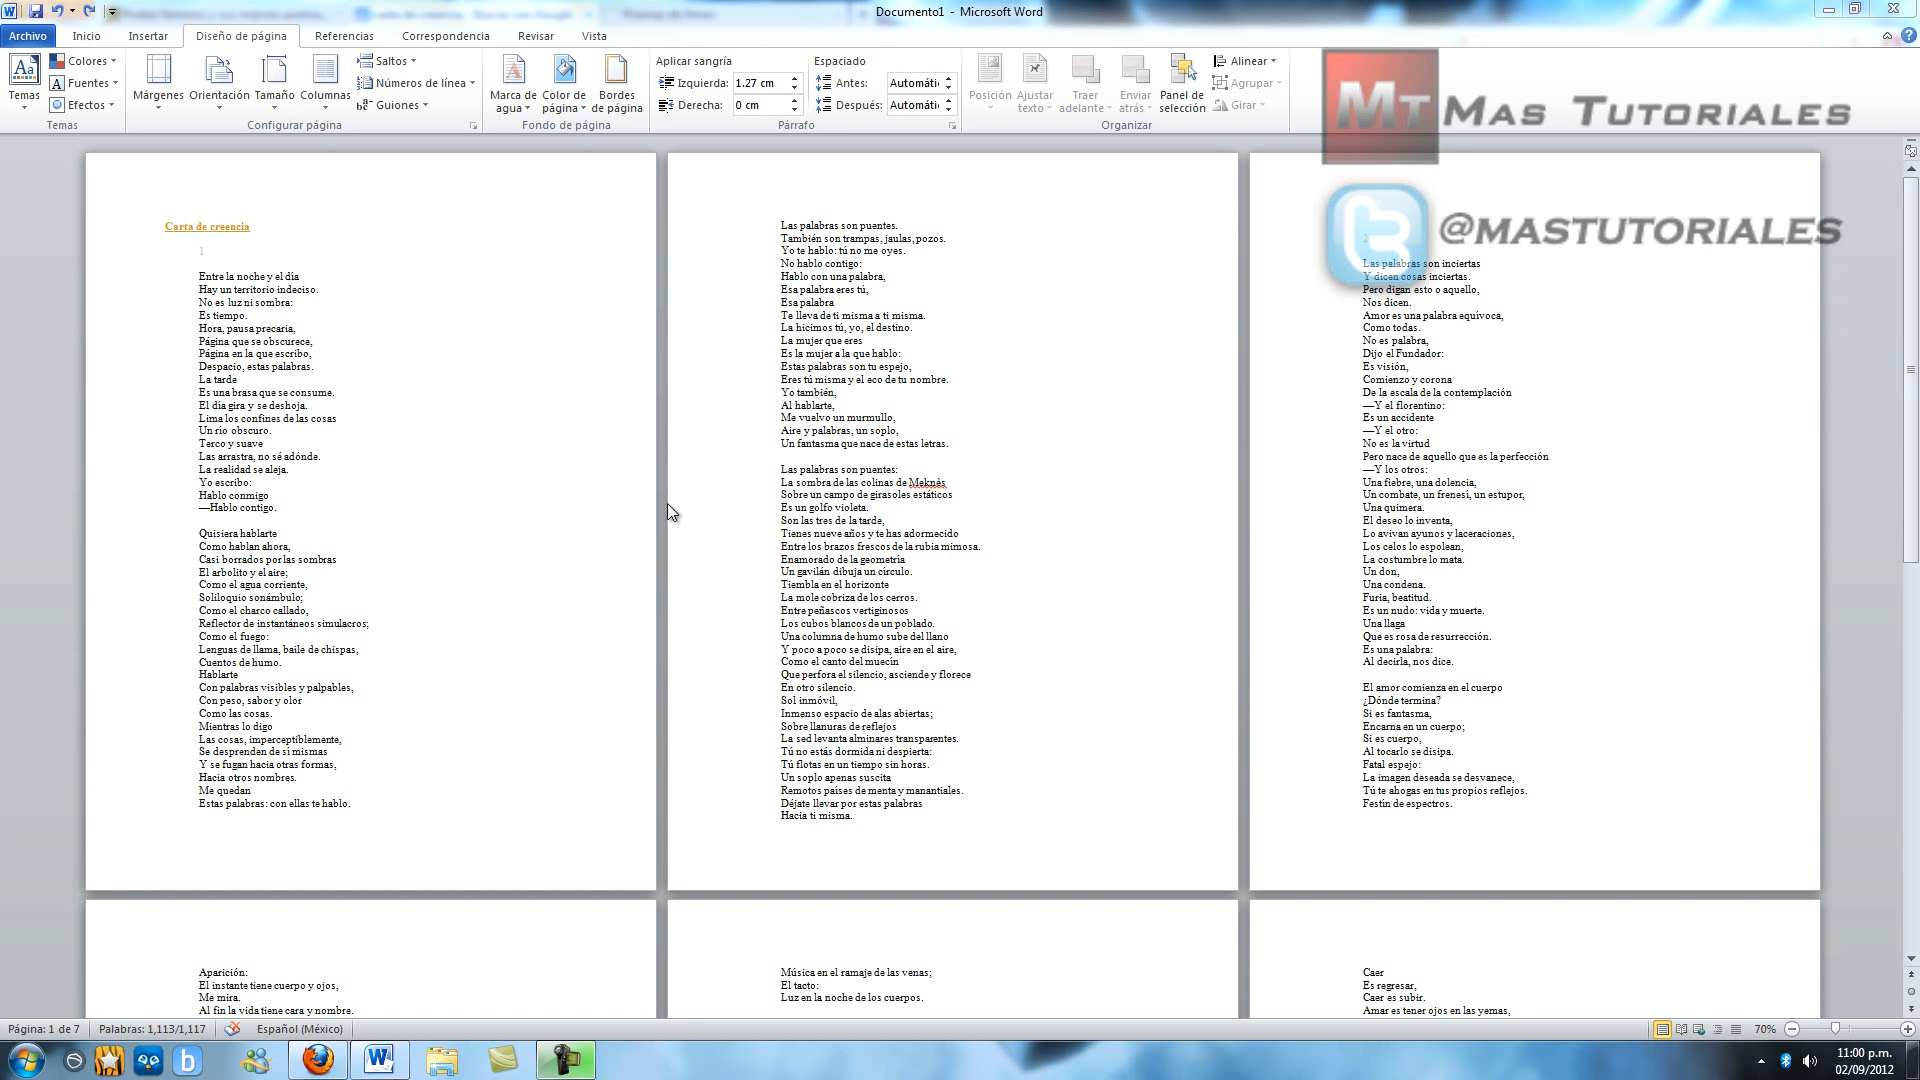 Documento1 - Microsoft Word
Archivo
Inicio
Insertar
Diseño de página
Referencias
Correspondencia
Revisar
Vista
Temas
Colores
Fuentes
Efectos
Temas
Márgenes
Orientación
Tamaño
Columnas
Saltos
Números de línea
Guiones
Configurar página
Marca de agua
Color de página
Bordes de página
Fondo de página
Aplicar sangría
Izquierda: 1.27 cm
Derecha: 0 cm
Espaciado
Antes: Automáti
Después: Automáti
Párrafo
Posición
Ajustar texto
Traer adelante
Enviar atrás
Panel de selección
Alinear
Agrupar
Girar
Organizar
MT MAS TUTORIALES
@MASTUTORIALES
Carta de creencia
1
Entre la noche y el día
Hay un territorio indeciso.
No es luz ni sombra:
Es tiempo.
Hora, pausa precaria,
Página que se obscurece,
Página en la que escribo,
Despacio, estas palabras.
La tarde
Es una brasa que se consume.
El día gira y se deshoja.
Lima los confines de las cosas
Un río obscuro.
Terco y suave
Las arrastra, no sé adónde.
La realidad se aleja.
Yo escribo:
Hablo conmigo
—Hablo contigo.
Quisiera hablarte
Como hablan ahora,
Casi borrados por las sombras
El arbolito y el aire;
Como el agua corriente,
Soliloquio sonámbulo;
Como el charco callado,
Reflector de instantáneos simulacros;
Como el fuego:
Lenguas de llama, baile de chispas,
Cuentos de humo.
Hablarte
Con palabras visibles y palpables,
Con peso, sabor y olor
Como las cosas.
Mientras lo digo
Las cosas, imperceptiblemente,
Se desprenden de sí mismas
Y se fugan hacia otras formas,
Hacia otros nombres.
Me quedan
Estas palabras: con ellas te hablo.
Las palabras son puentes.
También son trampas, jaulas, pozos.
Yo te hablo: tú no me oyes.
No hablo contigo:
Hablo con una palabra,
Esa palabra eres tú,
Esa palabra
Te lleva de ti misma a ti misma.
La hicimos tú, yo, el destino.
La mujer que eres
Es la mujer a la que hablo:
Estas palabras son tu espejo,
Eres tú misma y el eco de tu nombre.
Yo también,
Al hablarte,
Me vuelvo un murmullo,
Aire y palabras, un soplo,
Un fantasma que nace de estas letras.
Las palabras son puentes:
La sombra de las colinas de Meknès
Sobre un campo de girasoles estáticos
Es un golfo violeta.
Son las tres de la tarde,
Tienes nueve años y te has adormecido
Entre los brazos frescos de la rubia mimosa.
Enamorado de la geometría
Un gavilán dibuja un círculo.
Tiembla en el horizonte
La mole cobriza de los cerros.
Entre peñascos vertiginosos
Los cubos blancos de un poblado.
Una columna de humo sube del llano
Y poco a poco se disipa, aire en el aire,
Como el canto del muecín
Que perfora el silencio, asciende y florece
En otro silencio.
Sol inmóvil,
Inmenso espacio de alas abiertas;
Sobre llanuras de reflejos
La sed levanta alminares transparentes.
Tú no estás dormida ni despierta:
Tú flotas en un tiempo sin horas.
Un soplo apenas suscita
Remotos países de menta y manantiales.
Déjate llevar por estas palabras
Hacia ti misma.
2
Las palabras son inciertas
Y dicen cosas inciertas.
Pero digan esto o aquello,
Nos dicen.
Amor es una palabra equívoca,
Como todas.
No es palabra,
Dijo el Fundador:
Es visión,
Comienzo y corona
De la escala de la contemplación
—Y el florentino:
Es un accidente
—Y el otro:
No es la virtud
Pero nace de aquello que es la perfección
—Y los otros:
Una fiebre, una dolencia,
Un combate, un frenesí, un estupor,
Una quimera.
El deseo lo inventa,
Lo avivan ayunos y laceraciones,
Los celos lo espolean,
La costumbre lo mata.
Un don,
Una condena.
Furia, beatitud.
Es un nudo: vida y muerte.
Una llaga
Que es rosa de resurrección.
Es una palabra:
Al decirla, nos dice.
El amor comienza en el cuerpo
¿Dónde termina?
Si es fantasma,
Encarna en un cuerpo;
Si es cuerpo,
Al tocarlo se disipa.
Fatal espejo:
La imagen deseada se desvanece,
Tú te ahogas en tus propios reflejos.
Festín de espectros.
Aparición:
El instante tiene cuerpo y ojos,
Me mira.
Al fin la vida tiene cara y nombre.
Música en el ramaje de las venas;
El tacto:
Luz en la noche de los cuerpos.
Caer
Es regresar,
Caer es subir.
Amar es tener ojos en las yemas,
Página: 1 de 7
Palabras: 1,113/1,117
Español (México)
70%
11:00 p.m.
02/09/2012